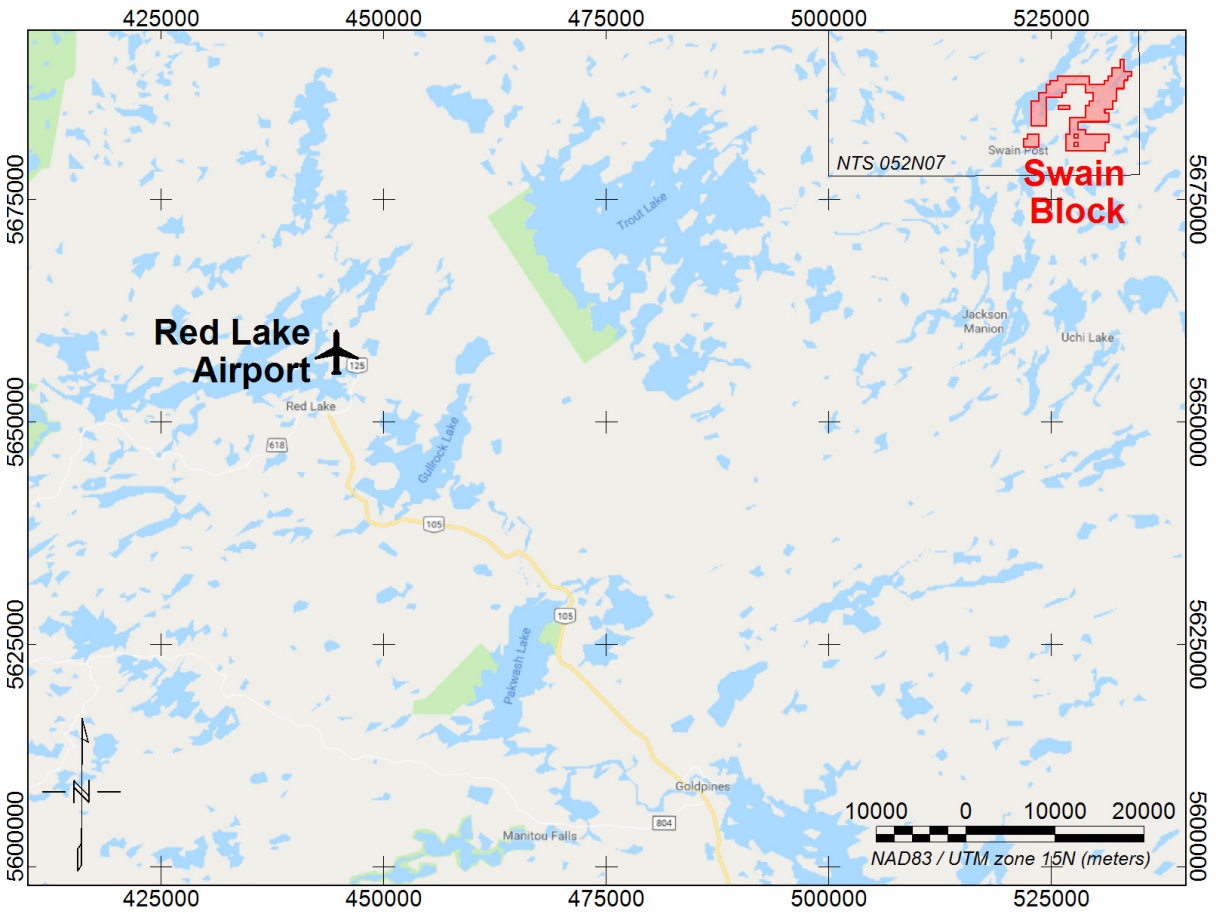 425000 450000 475000 500000 525000
5675000
5650000
5625000
5600000
NTS 052N07
Swain Post
Swain
Block
5675000
Trout Lake
Jackson
Manion
Uchi Lake
Red Lake
Airport
125
Red Lake
618
Gullrock Lake
5650000
105
105
Pakwash Lake
5625000
N
Goldpines
804
Manitou Falls
10000 0 10000 20000
NAD83 / UTM zone 15N (meters)
5600000
425000 450000 475000 500000 525000